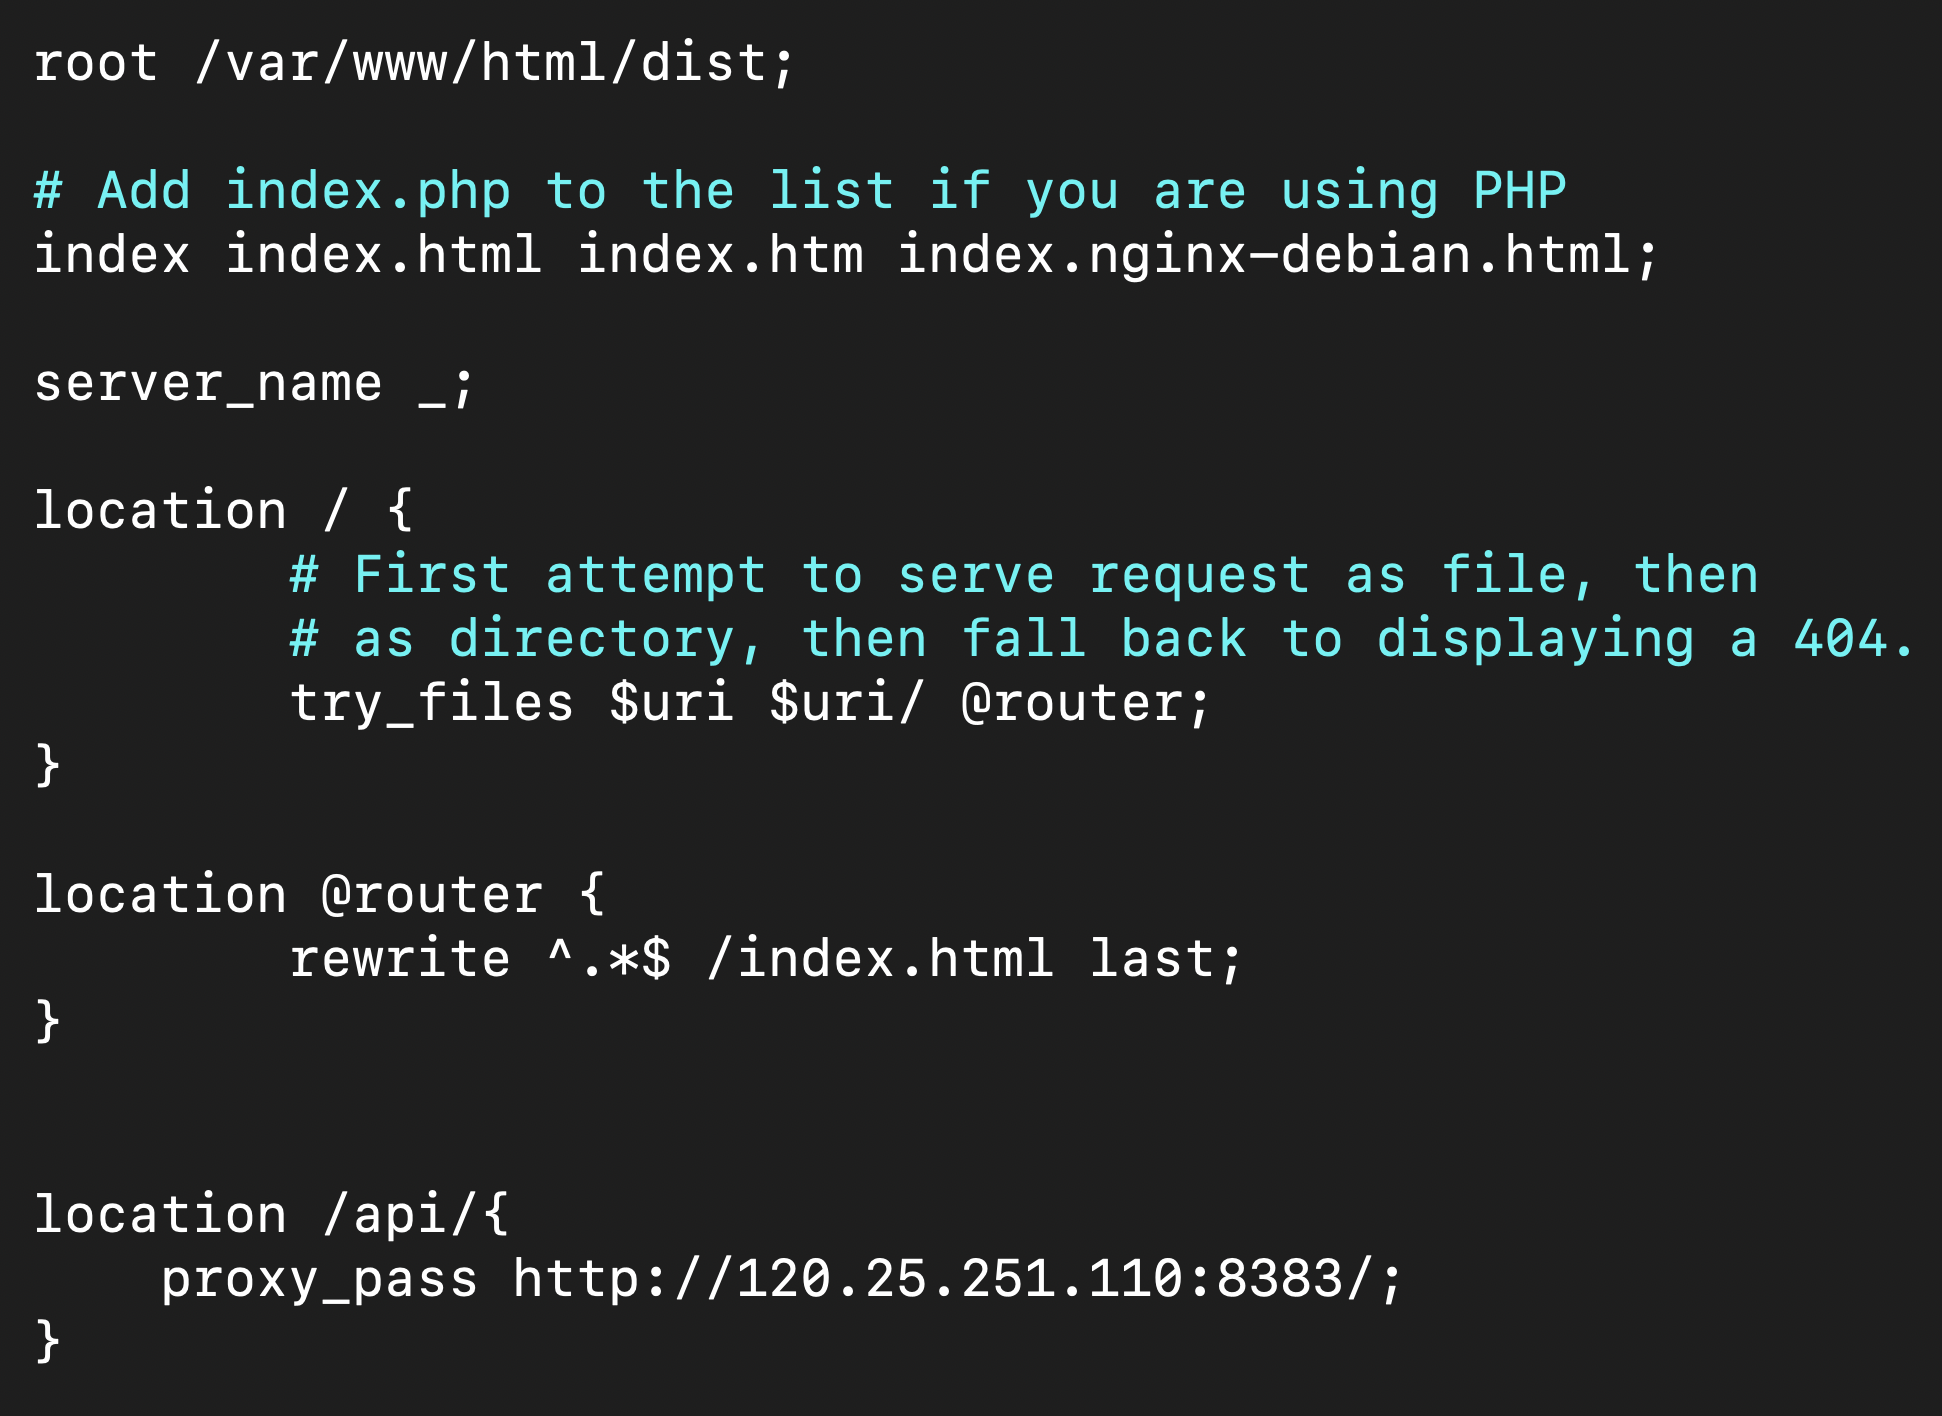 root /var/www/html/dist;
# Add index.php to the list if you are using PHP
index index.html index.htm index.nginx-debian.html;
server_name _;
location / {
# First attempt to serve request as file, then
# as directory, then fall back to displaying a 404.
try_files $uri $uri/ @router;
}
location @router {
rewrite ^.*$ /index.html last;
}
location /api/{
proxy_pass http://120.25.251.110:8383/;
}